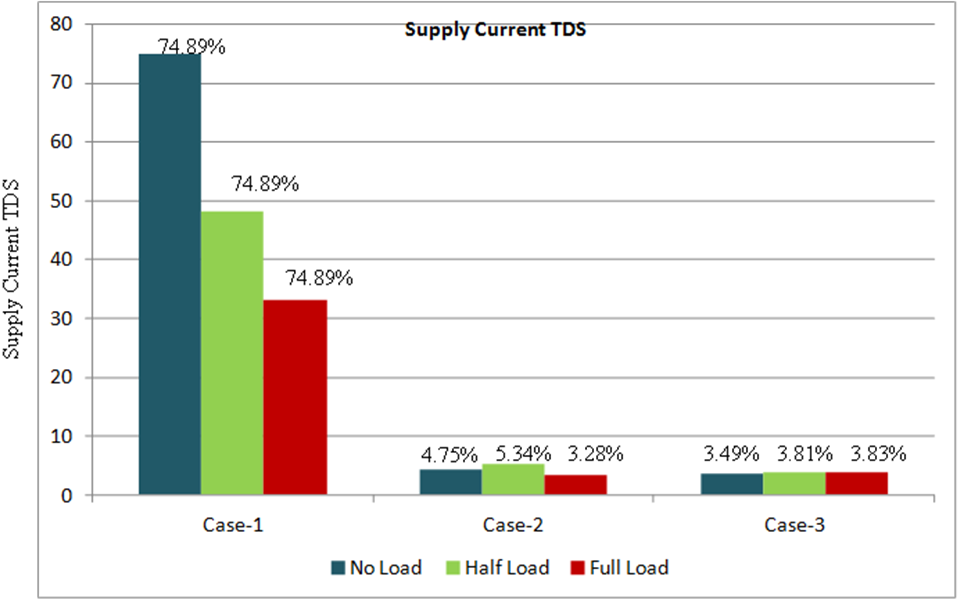 Supply Current TDS
Supply Current TDS
80
70
60
50
40
30
20
10
0
74.89%
74.89%
74.89%
4.75%
5.34%
3.28%
3.49%
3.81%
3.83%
Case-1
Case-2
Case-3
No Load
Half Load
Full Load